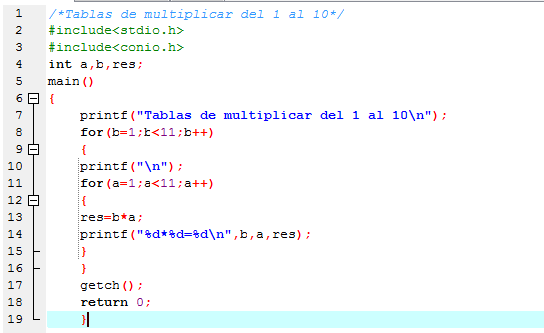 1 /*Tablas de multiplicar del 1 al 10*/
2 #include<stdio.h>
3 #include<conio.h>
4 int a,b,res;
5 main()
6 {
7 printf("Tablas de multiplicar del 1 al 10\n");
8 for(b=1;b<11;b++)
9 {
10 printf("\n");
11 for(a=1;a<11;a++)
12 {
13 res=b*a;
14 printf("%d*%d=%d\n",b,a,res);
15 }
16 }
17 getch();
18 return 0;
19 }